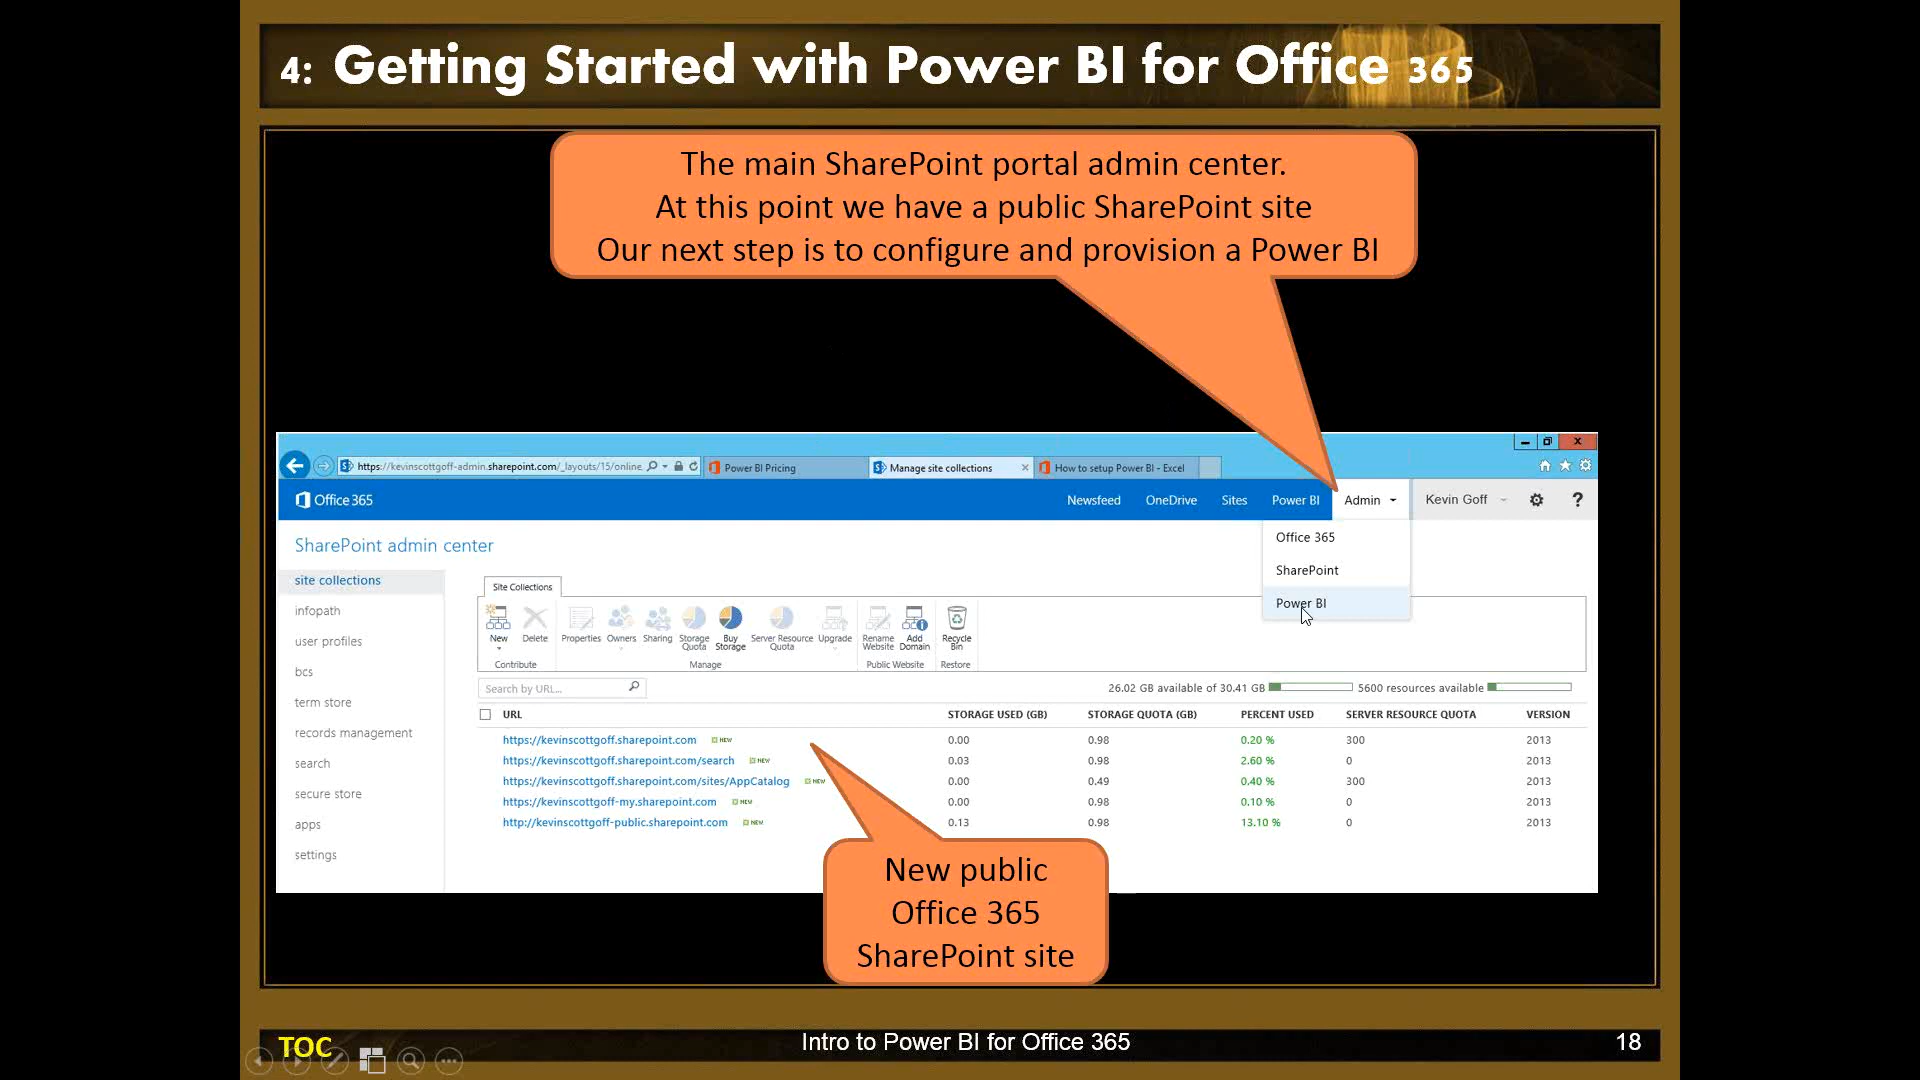 4: Getting Started with Power BI for Office 365
The main SharePoint portal admin center.
At this point we have a public SharePoint site
Our next step is to configure and provision a Power BI
https://kevinscottgoff-admin.sharepoint.com/_layouts/15/online.
Power BI Pricing
Manage site collections
How to setup Power BI - Excel
Office 365
Newsfeed
OneDrive
Sites
Power BI
Admin
Kevin Goff
?
Office 365
SharePoint
Power BI
SharePoint admin center
site collections
infopath
user profiles
bcs
term store
records management
search
secure store
apps
settings
Site Collections
New
Delete
Properties
Owners
Sharing
Storage
Quota
Buy
Storage
Server Resource
Quota
Upgrade
Rename
Website
Add
Domain
Recycle
Bin
Contribute
Manage
Public Website
Restore
Search by URL...
26.02 GB available of 30.41 GB
5600 resources available
URL STORAGE USED (GB) STORAGE QUOTA (GB) PERCENT USED SERVER RESOURCE QUOTA VERSION
https://kevinscottgoff.sharepoint.com NEW 0.00 0.98 0.20 % 300 2013
https://kevinscottgoff.sharepoint.com/search NEW 0.03 0.98 2.60 % 0 2013
https://kevinscottgoff.sharepoint.com/sites/AppCatalog NEW 0.00 0.49 0.40 % 300 2013
https://kevinscottgoff-my.sharepoint.com NEW 0.00 0.98 0.10 % 0 2013
http://kevinscottgoff-public.sharepoint.com NEW 0.13 0.98 13.10 % 0 2013
New public
Office 365
SharePoint site
TOC
Intro to Power BI for Office 365
18